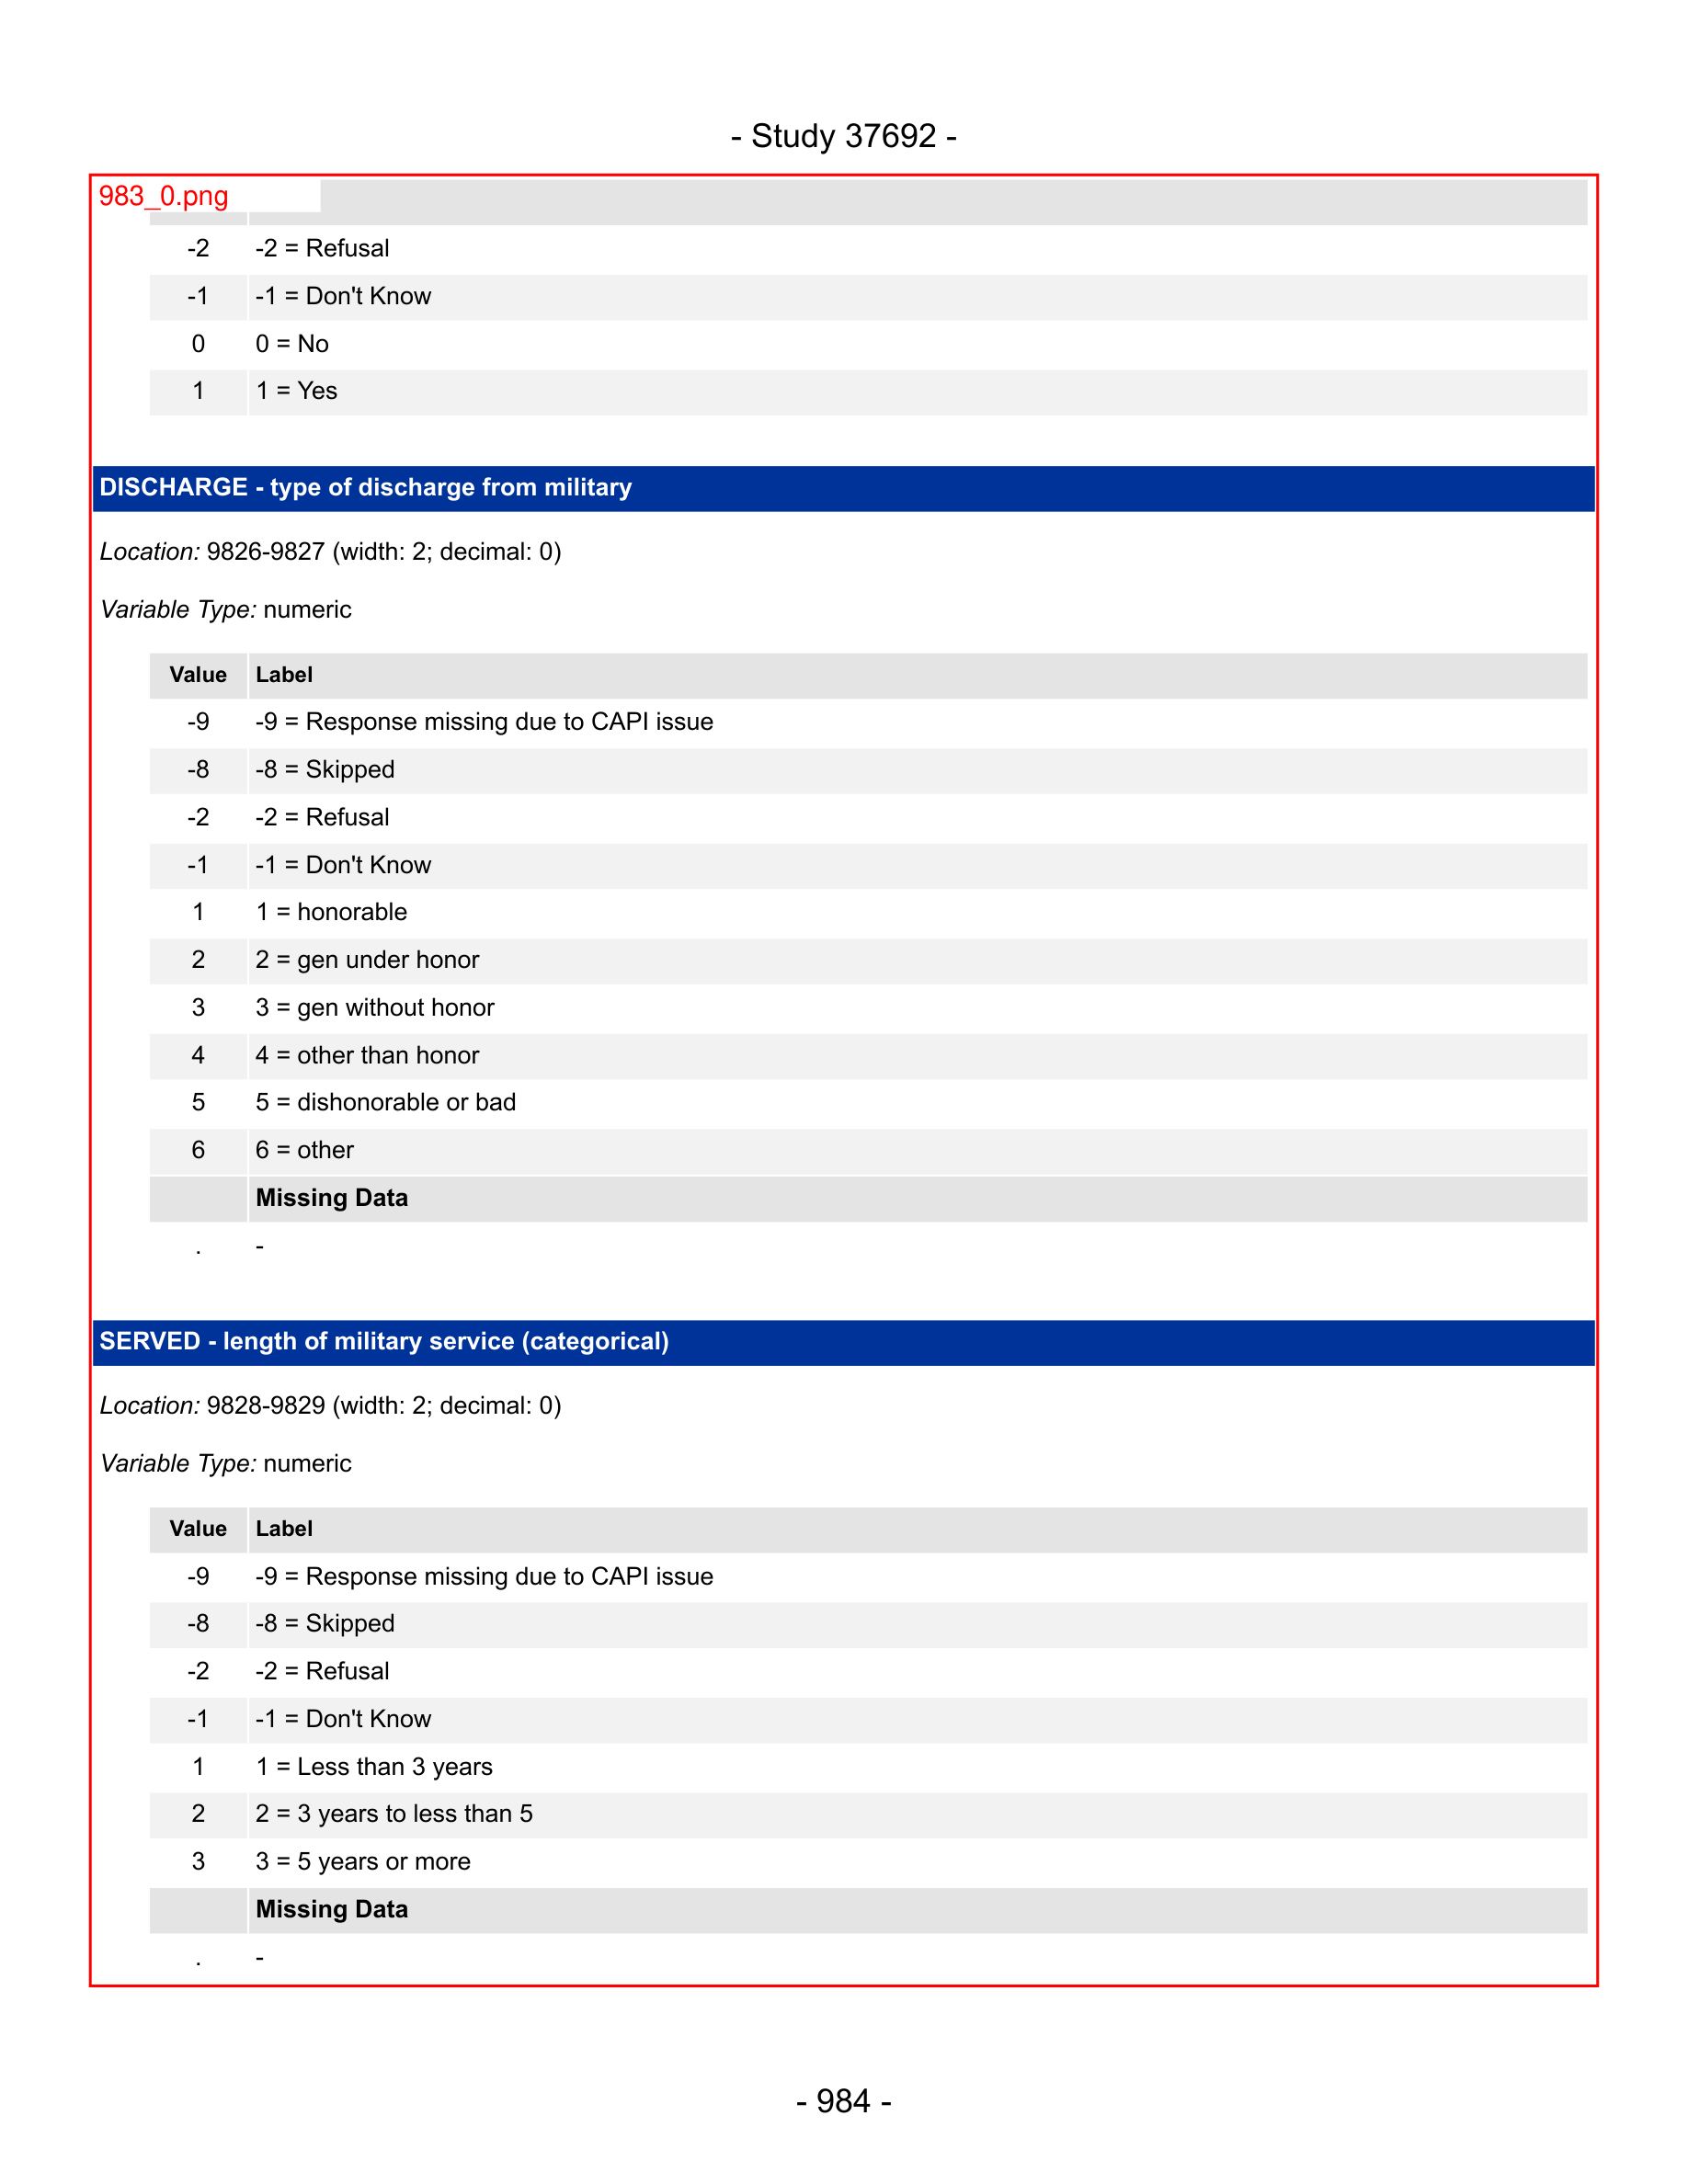 - Study 37692 -
983_0.png
-2 -2 = Refusal
-1 -1 = Don't Know
0 0 = No
1 1 = Yes
DISCHARGE - type of discharge from military
Location: 9826-9827 (width: 2; decimal: 0)
Variable Type: numeric
Value Label
-9 -9 = Response missing due to CAPI issue
-8 -8 = Skipped
-2 -2 = Refusal
-1 -1 = Don't Know
1 1 = honorable
2 2 = gen under honor
3 3 = gen without honor
4 4 = other than honor
5 5 = dishonorable or bad
6 6 = other
Missing Data
. -
SERVED - length of military service (categorical)
Location: 9828-9829 (width: 2; decimal: 0)
Variable Type: numeric
Value Label
-9 -9 = Response missing due to CAPI issue
-8 -8 = Skipped
-2 -2 = Refusal
-1 -1 = Don't Know
1 1 = Less than 3 years
2 2 = 3 years to less than 5
3 3 = 5 years or more
Missing Data
. -
- 984 -